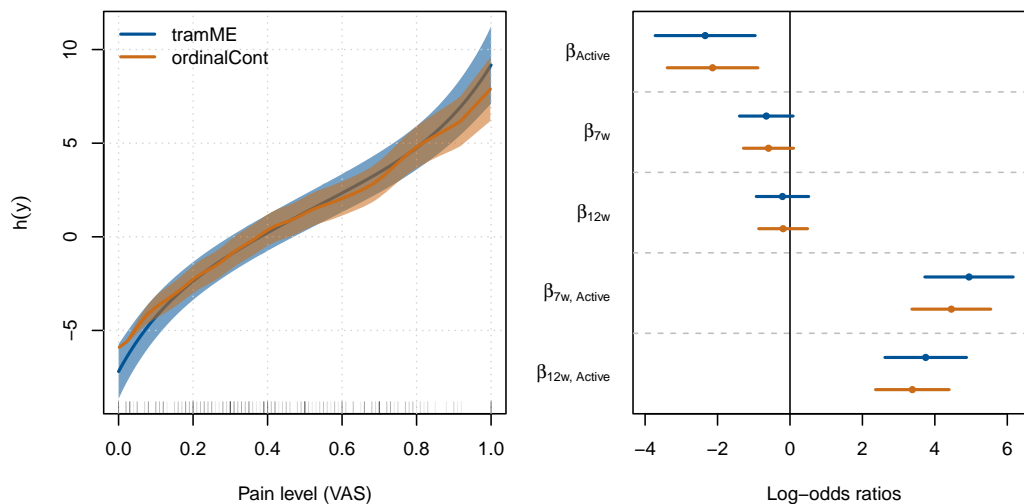 tramME
ordinalCont
h(y)
10
5
0
−5
0.0 0.2 0.4 0.6 0.8 1.0
Pain level (VAS)
βActive
β7w
β12w
β7w, Active
β12w, Active
−4 −2 0 2 4 6
Log−odds ratios